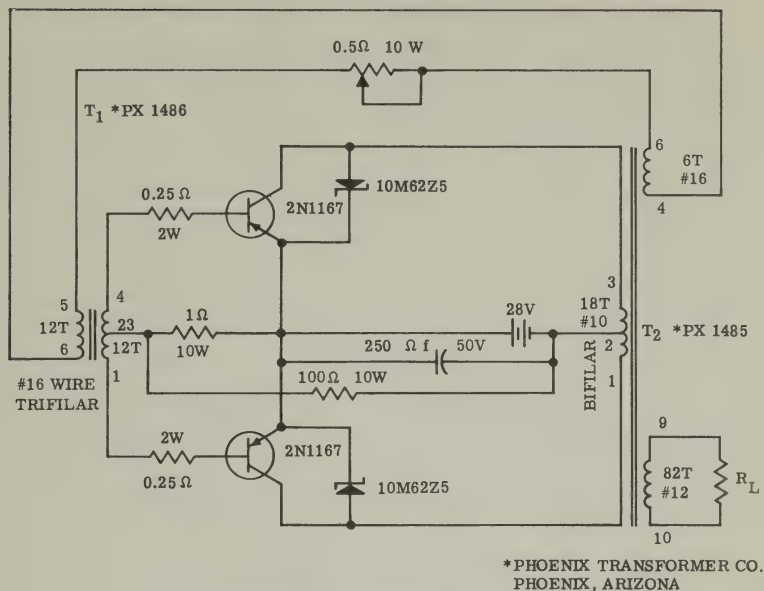 0.5Ω 10 W
T1 *PX 1486
6
6T
#16
4
0.25 Ω
2W
2N1167
10M62Z5
5
4
12T
23
12T
6
1
#16 WIRE
TRIFILAR
1Ω
10W
28V
250 Ω f 50V
100Ω 10W
3
18T
#10
2
BIFILAR
1
T2 *PX 1485
2W
0.25Ω
2N1167
10M62Z5
9
82T
#12
RL
10
*PHOENIX TRANSFORMER CO.
PHOENIX, ARIZONA